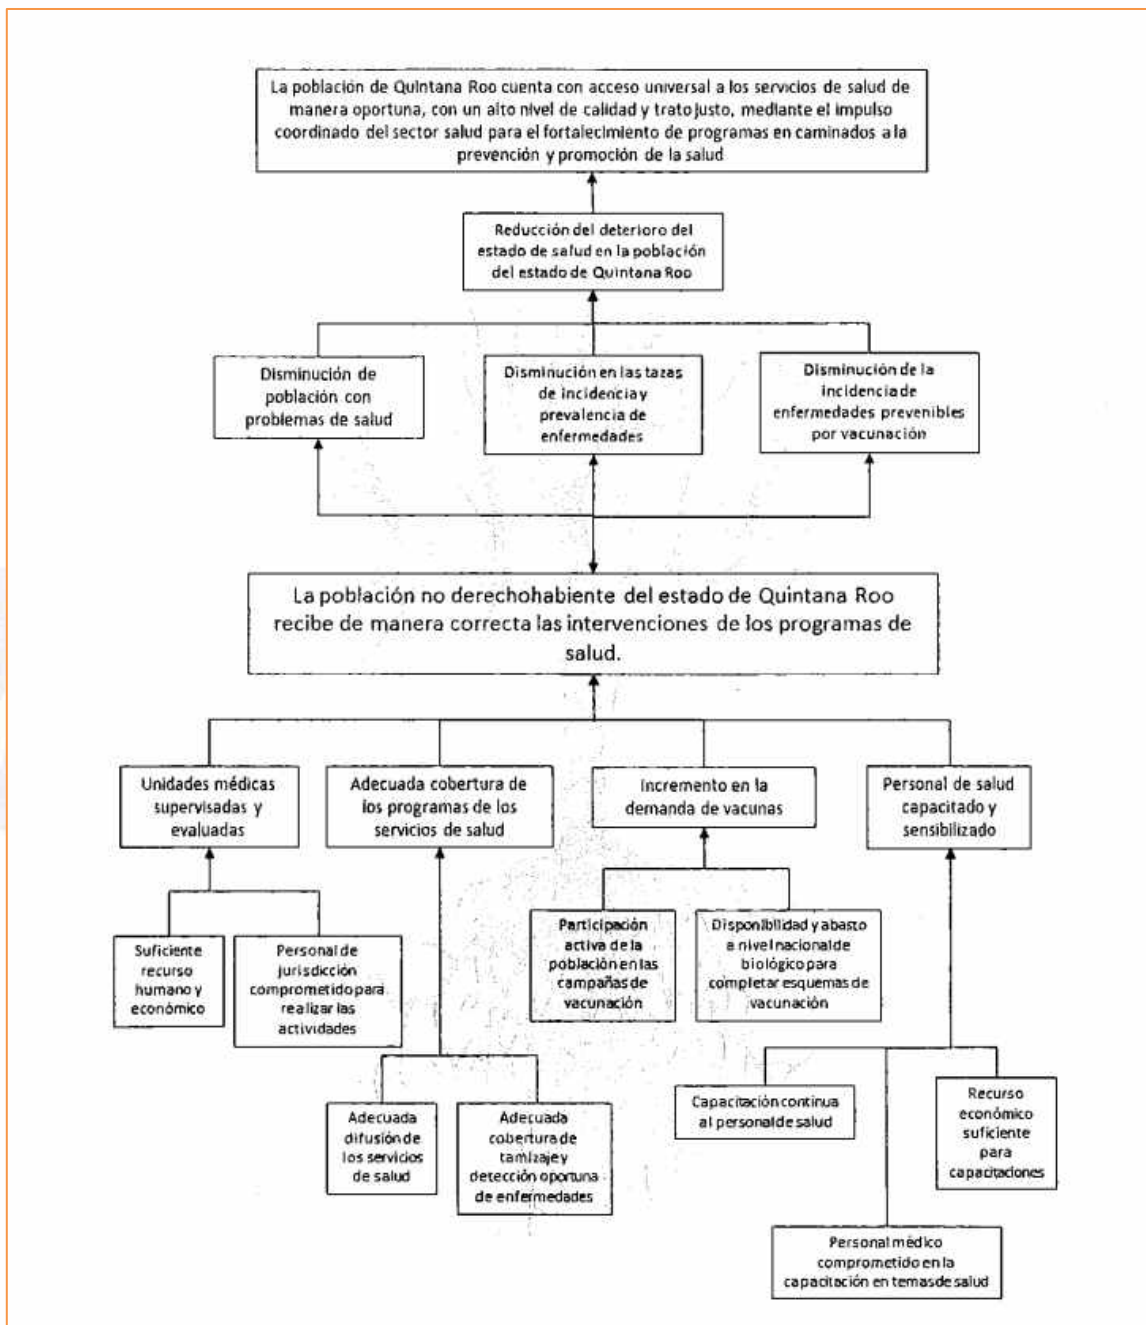 La población de Quintana Roo cuenta con acceso universal a los servicios de salud de
manera oportuna, con un alto nivel de calidad y trato justo, mediante el impulso
coordinado del sector salud para el fortalecimiento de programas en caminados a la
prevención y promoción de la salud
Reducción del deterioro del
estado de salud en la población
del estado de Quintana Roo
Disminución de
población con
problemas de salud
Disminución en las tazas
de incidencia y
prevalencia de
enfermedades
Disminución de la
incidencia de
enfermedades prevenibles
por vacunación
La población no derechohabiente del estado de Quintana Roo
recibe de manera correcta las intervenciones de los programas de
salud.
Unidades médicas
supervisadas y
evaluadas
Adecuada cobertura de
los programas de los
servicios de salud
Incremento en la
demanda de vacunas
Personal de salud
capacitado y
sensibilizado
Suficiente
recurso
humano y
económico
Personal de
jurisdicción
comprometido para
realizar las
actividades
Participación
activa de la
población en las
campañas de
vacunación
Disponibilidad y abasto
a nivel nacional de
biológico para
completar esquemas de
vacunación
Adecuada
difusión de
los servicios
de salud
Adecuada
cobertura de
tamizaje y
detección oportuna
de enfermedades
Capacitación continua
al personal de salud
Recurso
económico
suficiente
para
capacitaciones
Personal médico
comprometido en la
capacitación en temas de salud